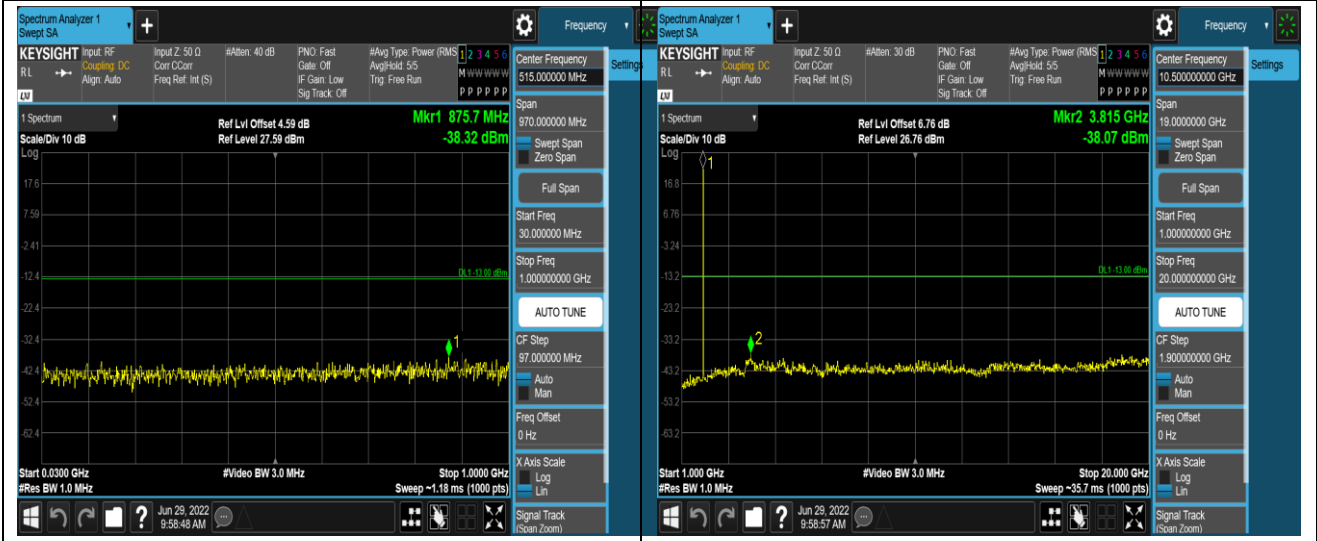 Spectrum Analyzer 1
Swept SA
+
Frequency
KEYSIGHT
RL
LXI
Input: RF
Coupling: DC
Align: Auto
Input Z: 50 Ω
Corr CCorr
Freq Ref: Int (S)
#Atten: 40 dB
PNO: Fast
Gate: Off
IF Gain: Low
Sig Track: Off
#Avg Type: Power (RMS
Avg|Hold: 5/5
Trig: Free Run
1 2 3 4 5 6
M W W W W W
P P P P P P
1 Spectrum
Scale/Div 10 dB
Log
Ref Lvl Offset 4.59 dB
Ref Level 27.59 dBm
Mkr1 875.7 MHz
-38.32 dBm
17.6
7.59
-2.41
-12.4
-22.4
-32.4
-42.4
-52.4
-62.4
DL1 -13.00 dBm
1
Start 0.0300 GHz
#Res BW 1.0 MHz
#Video BW 3.0 MHz
Stop 1.0000 GHz
Sweep ~1.18 ms (1000 pts)
Jun 29, 2022
9:58:48 AM
Center Frequency
515.000000 MHz
Span
970.000000 MHz
Swept Span
Zero Span
Full Span
Start Freq
30.000000 MHz
Stop Freq
1.000000000 GHz
AUTO TUNE
CF Step
97.000000 MHz
Auto
Man
Freq Offset
0 Hz
X Axis Scale
Log
Lin
Signal Track
(Span Zoom)
Settings
Spectrum Analyzer 1
Swept SA
+
Frequency
KEYSIGHT
RL
LXI
Input: RF
Coupling: DC
Align: Auto
Input Z: 50 Ω
Corr CCorr
Freq Ref: Int (S)
#Atten: 30 dB
PNO: Fast
Gate: Off
IF Gain: Low
Sig Track: Off
#Avg Type: Power (RMS
Avg|Hold: 5/5
Trig: Free Run
1 2 3 4 5 6
M W W W W W
P P P P P P
1 Spectrum
Scale/Div 10 dB
Log
Ref Lvl Offset 6.76 dB
Ref Level 26.76 dBm
Mkr2 3.815 GHz
-38.07 dBm
1
16.8
6.76
-3.24
-13.2
-23.2
-33.2
-43.2
-53.2
-63.2
DL1 -13.00 dBm
2
Start 1.000 GHz
#Res BW 1.0 MHz
#Video BW 3.0 MHz
Stop 20.000 GHz
Sweep ~35.7 ms (1000 pts)
Jun 29, 2022
9:58:57 AM
Center Frequency
10.500000000 GHz
Span
19.0000000 GHz
Swept Span
Zero Span
Full Span
Start Freq
1.000000000 GHz
Stop Freq
20.000000000 GHz
AUTO TUNE
CF Step
1.900000000 GHz
Auto
Man
Freq Offset
0 Hz
X Axis Scale
Log
Lin
Signal Track
(Span Zoom)
Settings